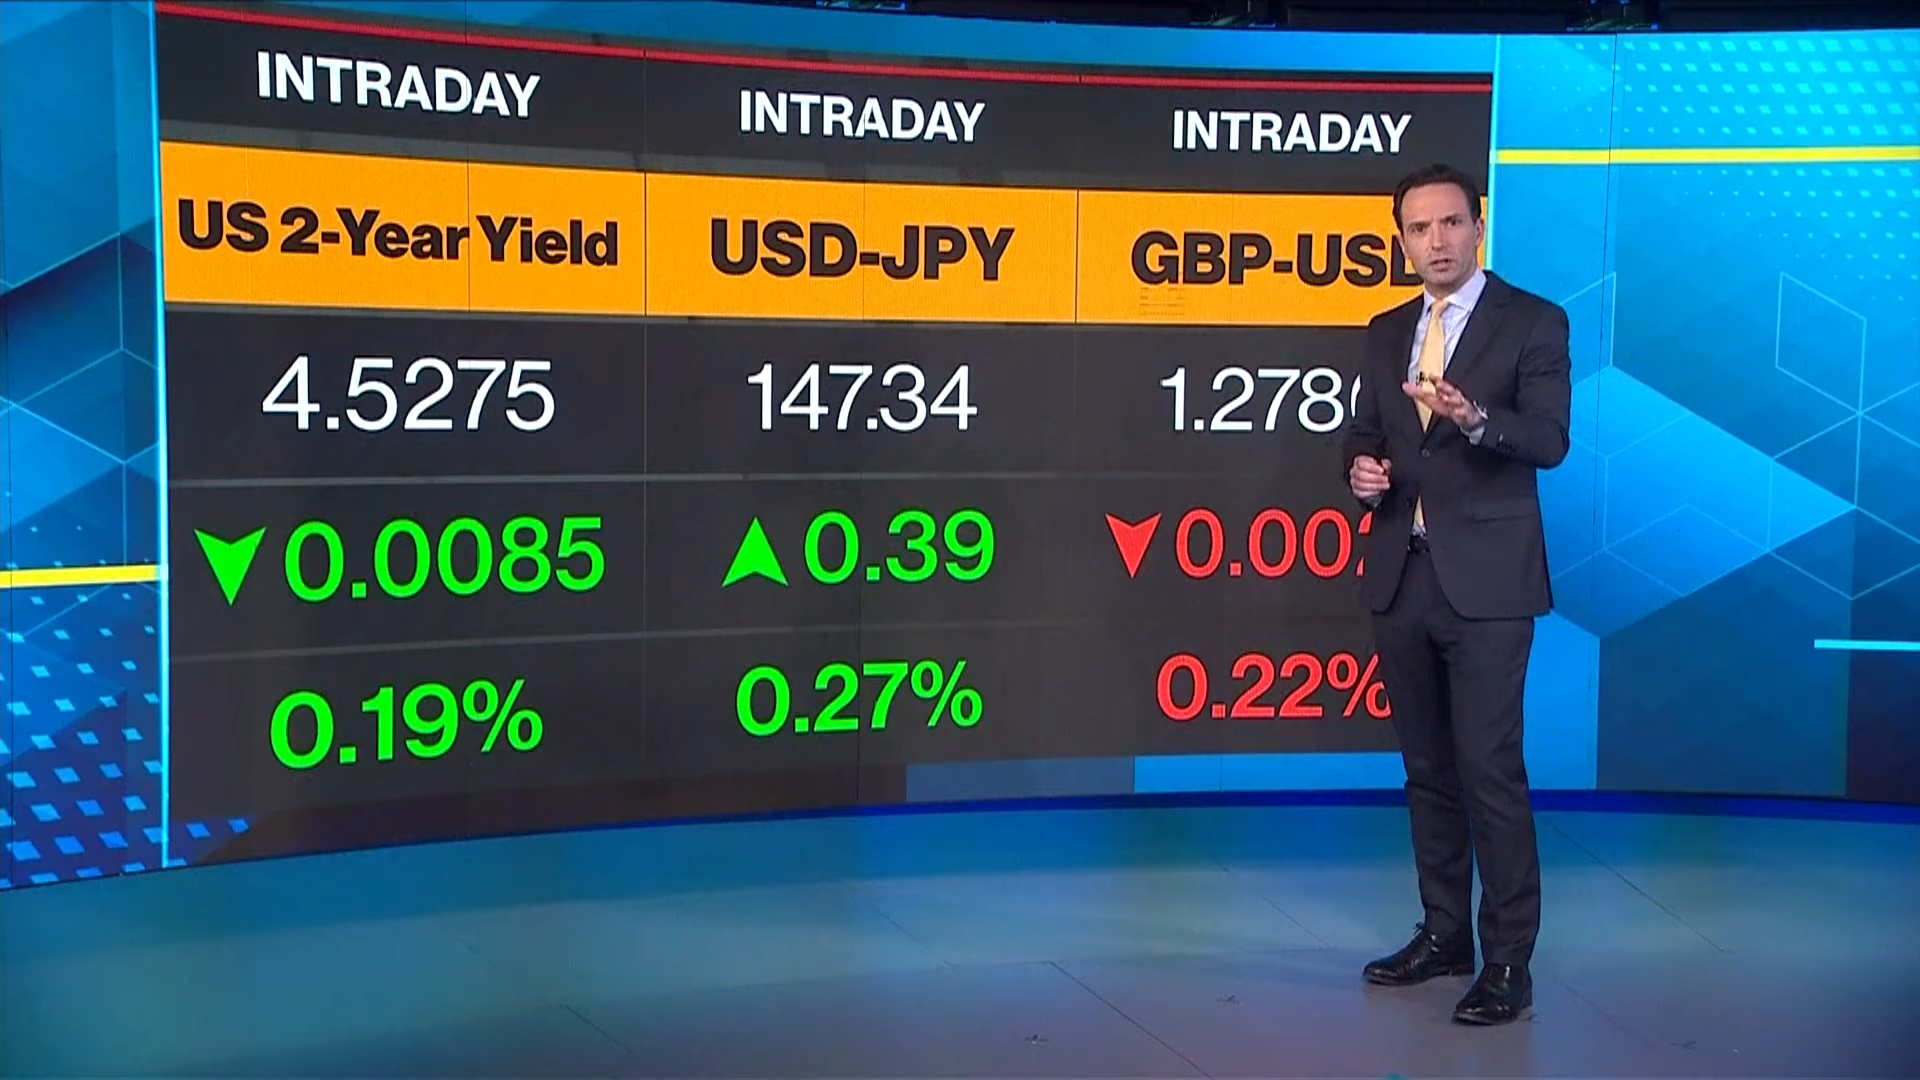 INTRADAY INTRADAY INTRADAY
US 2-Year Yield USD-JPY
4.5275 147.34
▼0.0085 ▲0.39
0.19% 0.27% 0.22%